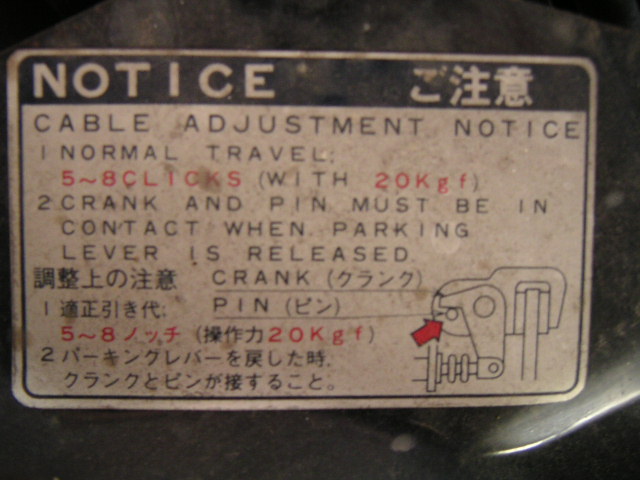 NOTICE ご注意
CABLE ADJUSTMENT NOTICE
1 NORMAL TRAVEL:
5~8CLICKS (WITH 20Kgf)
2 CRANK AND PIN MUST BE IN
CONTACT WHEN PARKING
LEVER IS RELEASED
調整上の注意 CRANK (クランク)
1 適正引き代: PIN (ピン)
5~8ノッチ (操作力20Kgf)
2 パーキングレバーを戻した時,
クランクとピンが接すること。